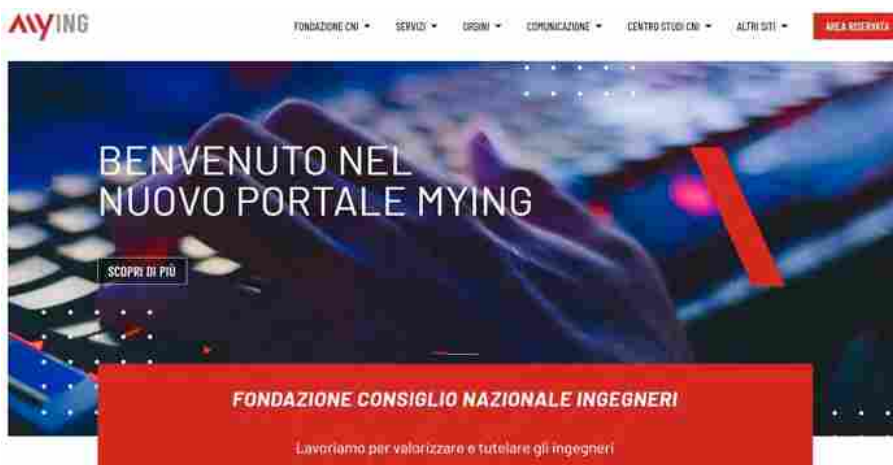 MYING
FONDAZIONE CNI
SERVIZI
ORGINI
COMUNICAZIONE
CENTRO STUDI CNI
ALTRI SITI
AREA RISERVATA
BENVENUTO NEL
NUOVO PORTALE MYING
SCOPRI DI PIÙ
FONDAZIONE CONSIGLIO NAZIONALE INGEGNERI
Lavoriamo per valorizzare e tutelare gli ingegneri